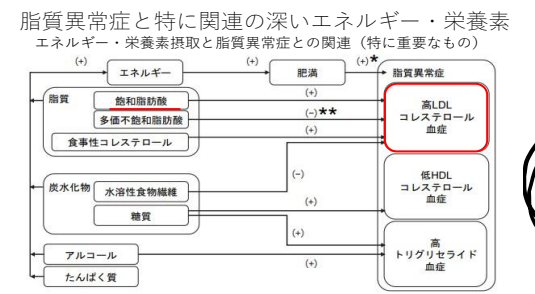 脂質異常症と特に関連の深いエネルギー・栄養素
エネルギー・栄養素摂取と脂質異常症との関連（特に重要なもの）
(+)
エネルギー
(+)
肥満
(+)*
脂質異常症
脂質
飽和脂肪酸
(+)
多価不飽和脂肪酸
(−)**
食事性コレステロール
(+)
高LDL
コレステロール
血症
炭水化物
水溶性食物繊維
(−)
糖質
(+)
(+)
低HDL
コレステロール
血症
アルコール
(+)
たんぱく質
高
トリグリセライド
血症